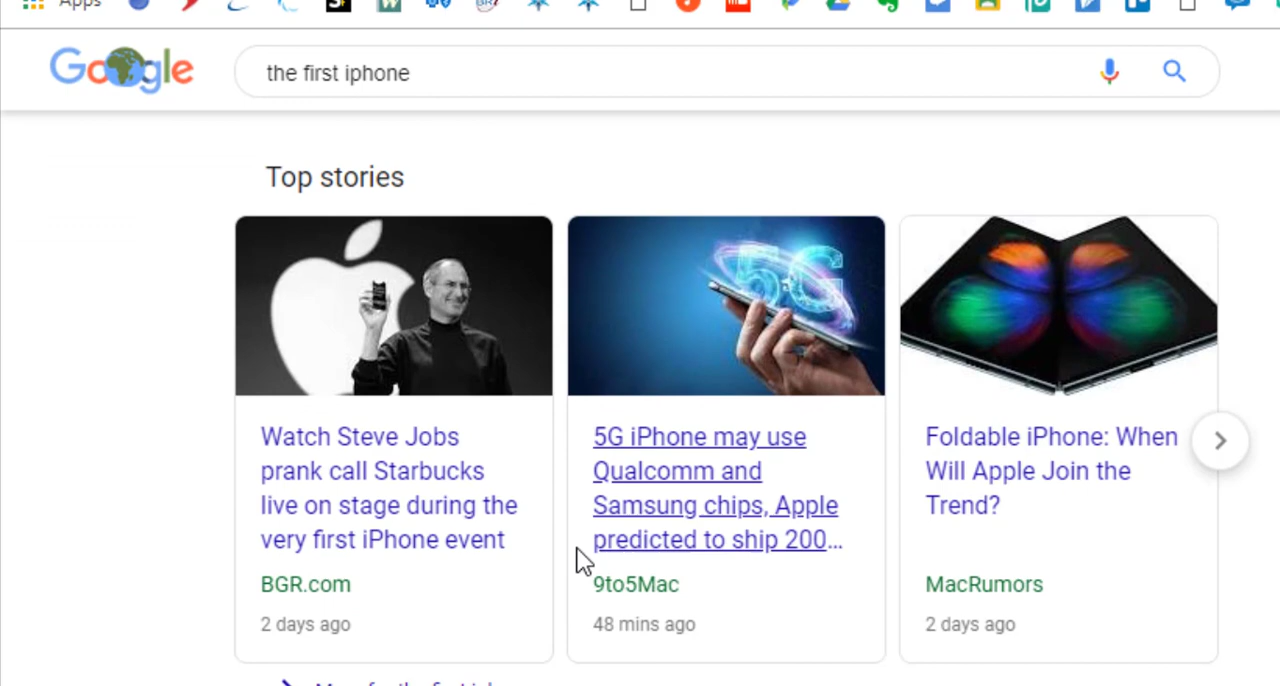 Apps
Google
the first iphone
Top stories
5G
Watch Steve Jobs
prank call Starbucks
live on stage during the
very first iPhone event
BGR.com
2 days ago
5G iPhone may use
Qualcomm and
Samsung chips, Apple
predicted to ship 200...
9to5Mac
48 mins ago
Foldable iPhone: When
Will Apple Join the
Trend?
MacRumors
2 days ago